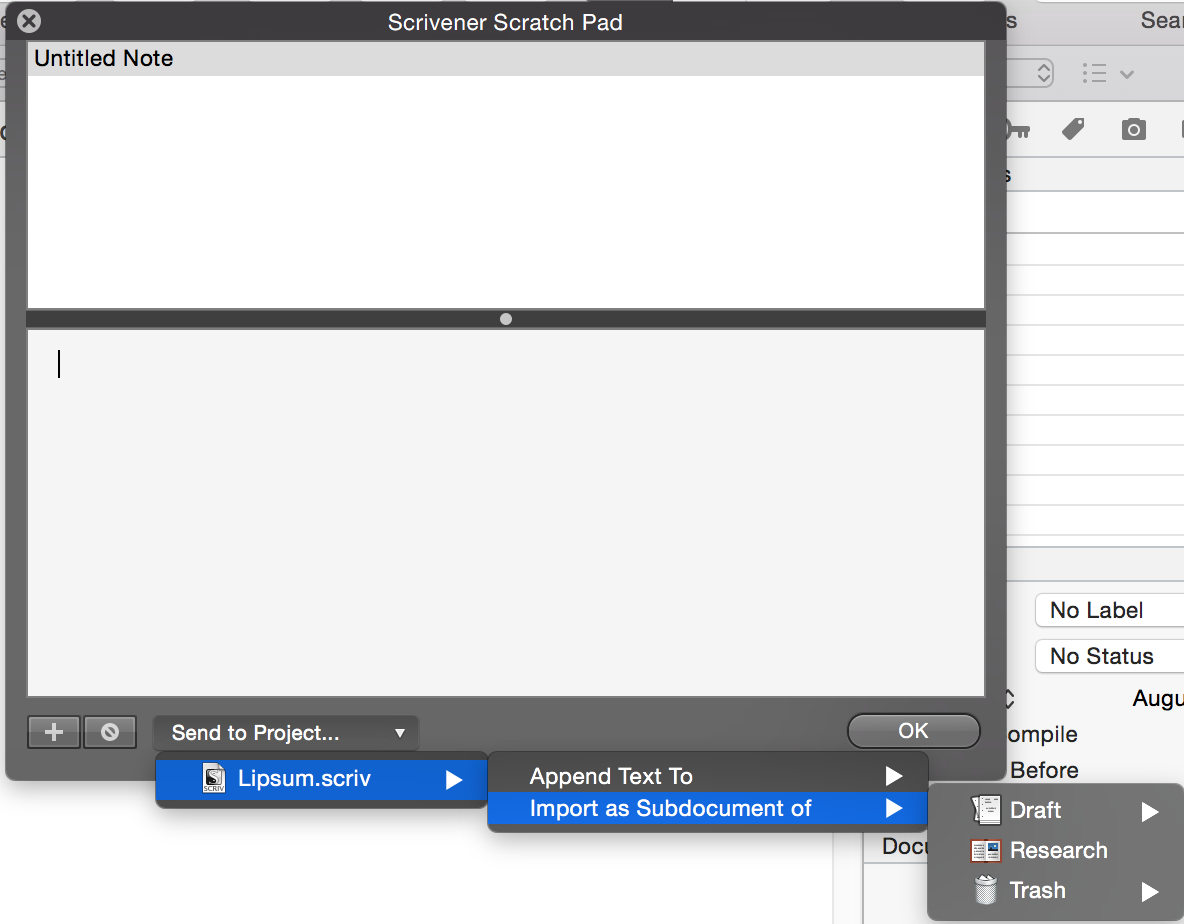 Scrivener Scratch Pad
Sear
Untitled Note
No Label
No Status
Augu
Send to Project...
OK
ompile
Before
Lipsum.scriv
SCRIV
Append Text To
Import as Subdocument of
Draft
Docu
Research
Trash